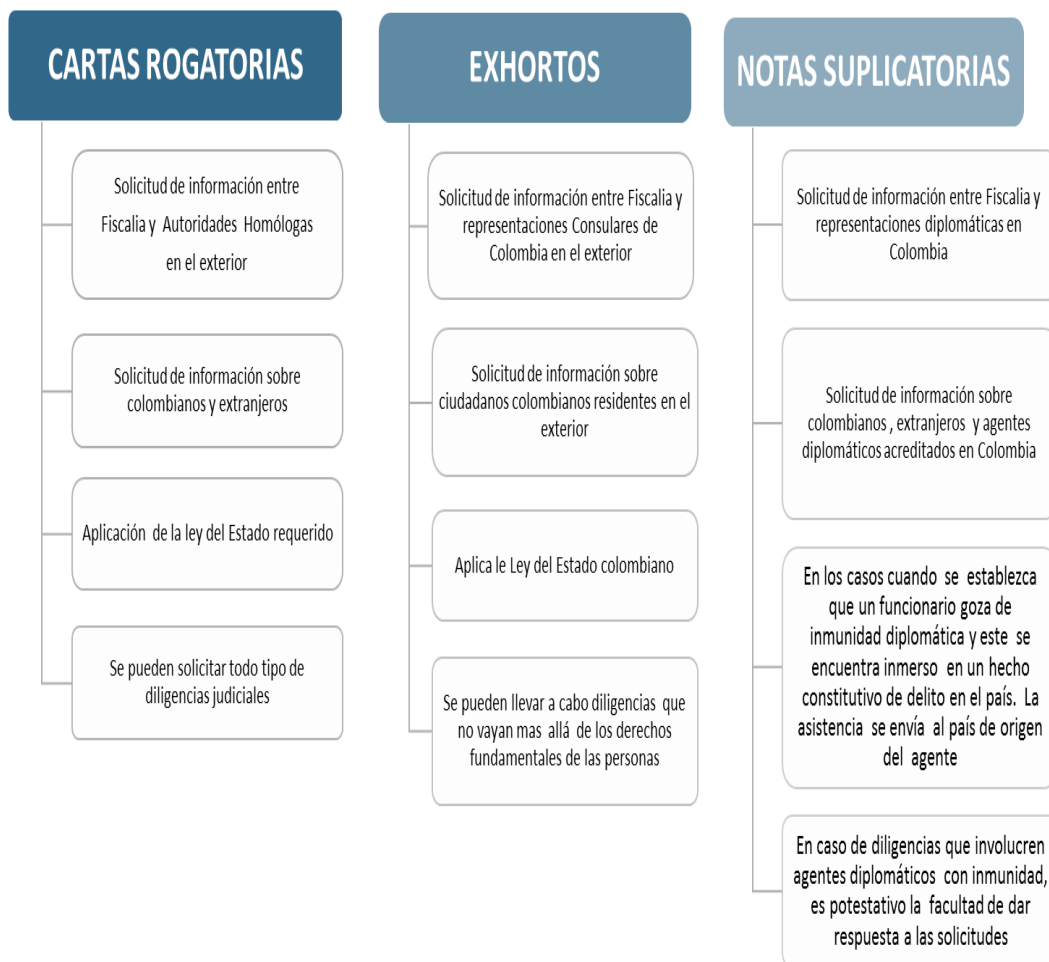 CARTAS ROGATORIAS
Solicitud de información entre
Fiscalia y Autoridades Homólogas
en el exterior
Solicitud de información sobre
colombianos y extranjeros
Aplicación de la ley del Estado requerido
Se pueden solicitar todo tipo de
diligencias judiciales
EXHORTOS
Solicitud de información entre Fiscalia y
representaciones Consulares de
Colombia en el exterior
Solicitud de información sobre
ciudadanos colombianos residentes en el
exterior
Aplica le Ley del Estado colombiano
Se pueden llevar a cabo diligencias que
no vayan mas allá de los derechos
fundamentales de las personas
NOTAS SUPLICATORIAS
Solicitud de información entre Fiscalia y
representaciones diplomáticas en
Colombia
Solicitud de información sobre
colombianos , extranjeros y agentes
diplomáticos acreditados en Colombia
En los casos cuando se establezca
que un funcionario goza de
inmunidad diplomática y este se
encuentra inmerso en un hecho
constitutivo de delito en el país. La
asistencia se envía al país de origen
del agente
En caso de diligencias que involucren
agentes diplomáticos con inmunidad,
es potestativo la facultad de dar
respuesta a las solicitudes